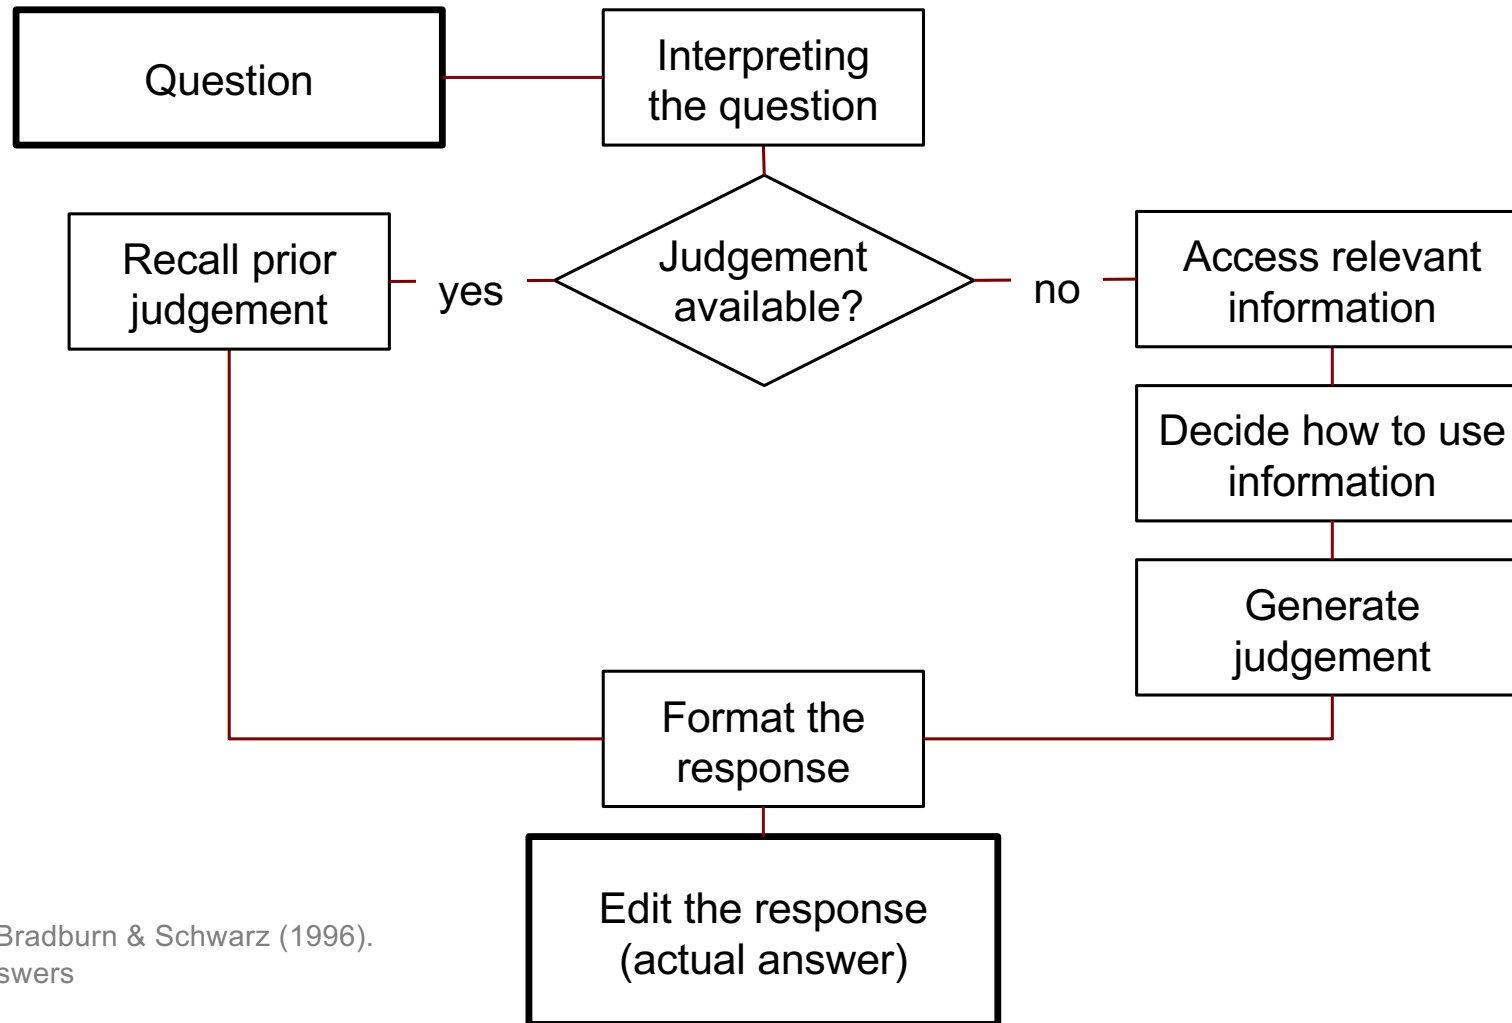 Question
Interpreting
the question
Judgement
available?
Recall prior
judgement
yes
no
Access relevant
information
Decide how to use
information
Generate
judgement
Format the
response
Edit the response
(actual answer)
Bradburn & Schwarz (1996).
swers